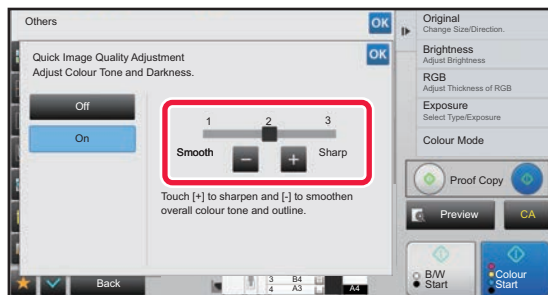 Others
OK
Quick Image Quality Adjustment
OK
Adjust Colour Tone and Darkness.
Off
On
1 2 3
Smooth - + Sharp
Touch [+] to sharpen and [-] to smoothen
overall colour tone and outline.
Back
3 B4
4 A3
A4
Original
Change Size/Direction.
Brightness
Adjust Brightness
RGB
Adjust Thickness of RGB
Exposure
Select Type/Exposure
Colour Mode
Proof Copy
Preview
CA
B/W
Start
Colour
Start